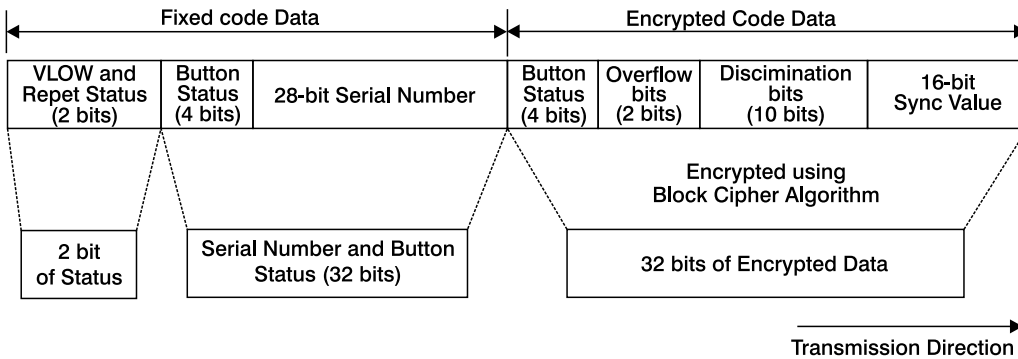 Fixed code Data
Encrypted Code Data
VLOW and
Repet Status
(2 bits)
Button
Status
(4 bits)
28-bit Serial Number
Button
Status
(4 bits)
Overflow
bits
(2 bits)
Discimination
bits
(10 bits)
16-bit
Sync Value
Encrypted using
Block Cipher Algorithm
2 bit
of Status
Serial Number and Button
Status (32 bits)
32 bits of Encrypted Data
Transmission Direction